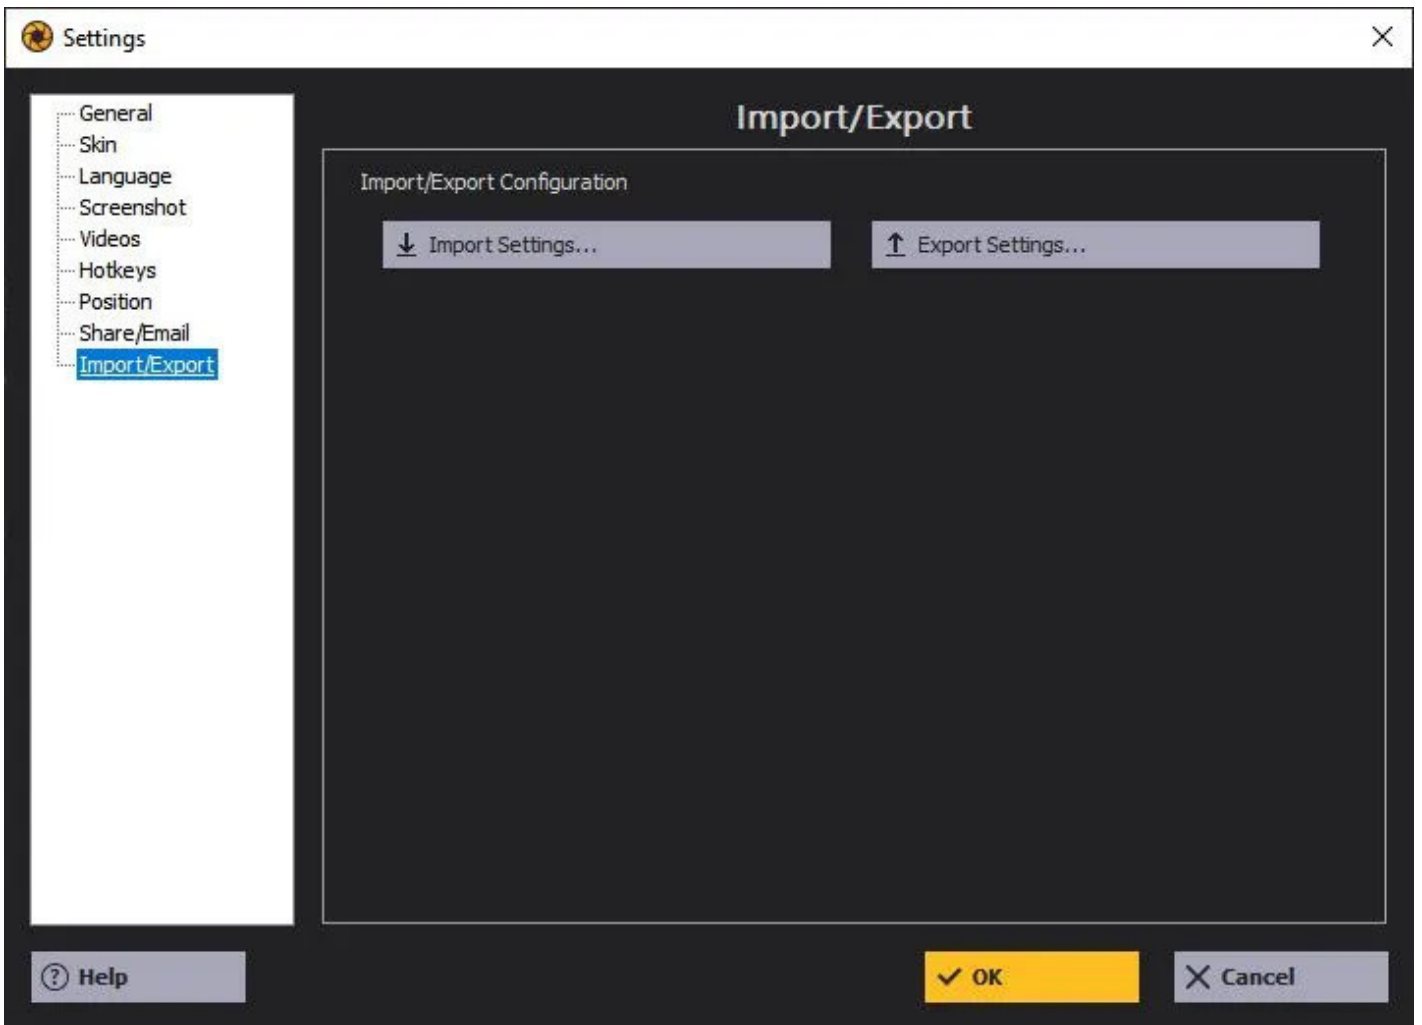 Settings
General
Skin
Language
Screenshot
Videos
Hotkeys
Position
Share/Email
Import/Export
Import/Export
Import/Export Configuration
Import Settings...
Export Settings...
Help
OK
Cancel